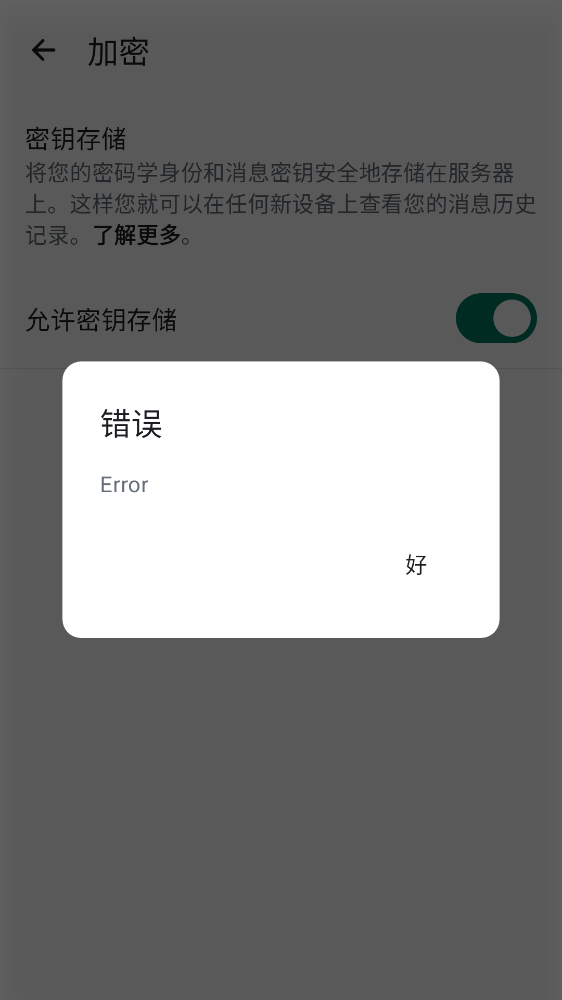 加密
密钥存储
将您的密码学身份和消息密钥安全地存储在服务器
上。这样您就可以在任何新设备上查看您的消息历史
记录。了解更多。
允许密钥存储
错误
Error
好